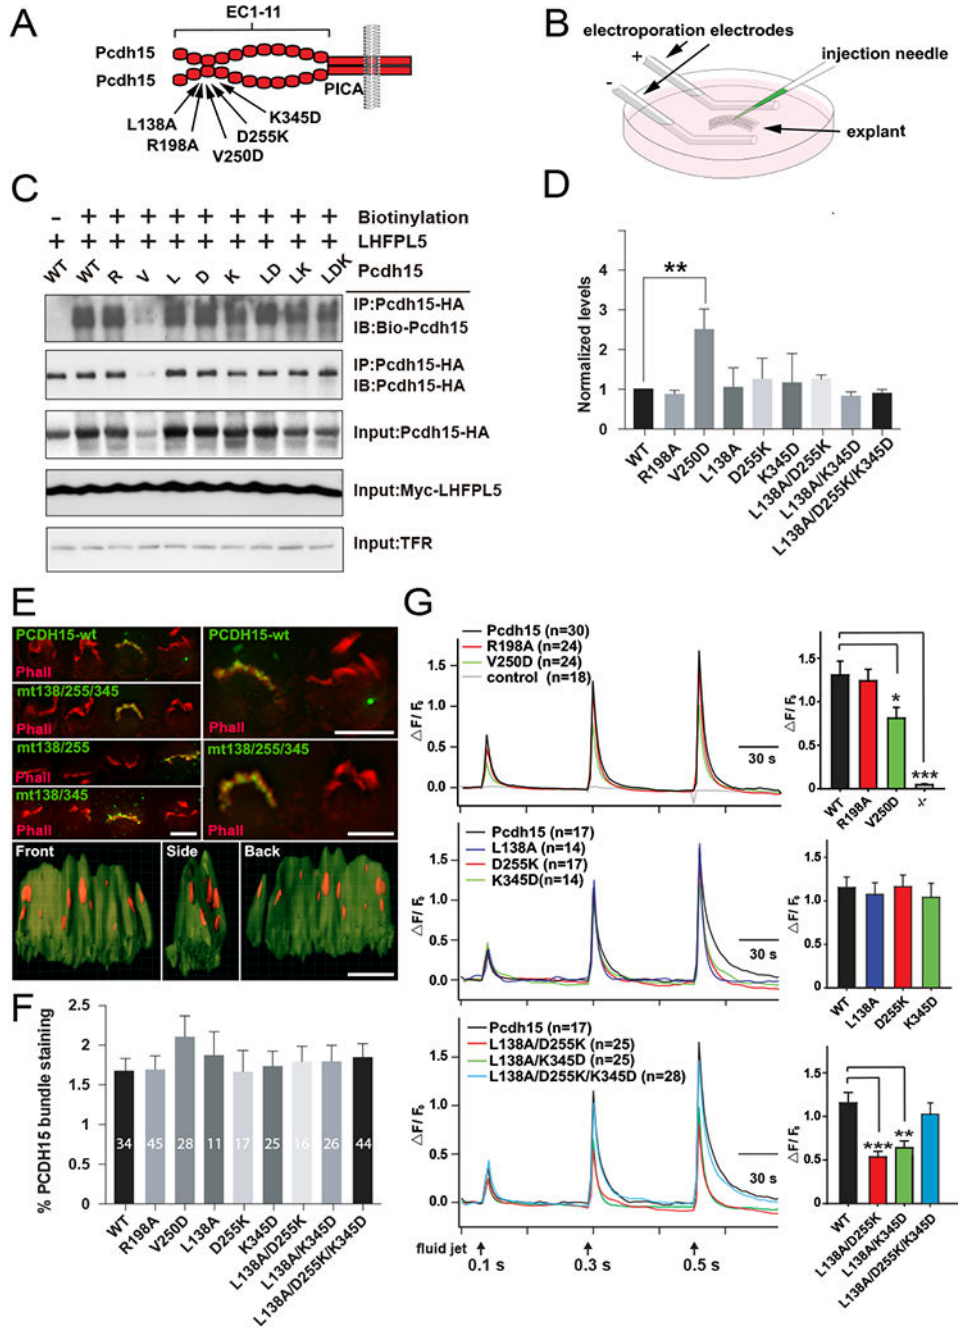 A
EC1-11
Pcdh15
Pcdh15
PICA
L138A
R198A
V250D
D255K
K345D
B
electroporation electrodes
injection needle
+
-
explant
C
- + + + + + + + + Biotinylation
+ + + + + + + + + LHFPL5
WT WT R V L D K LD LK LDK Pcdh15
IP:Pcdh15-HA
IB:Bio-Pcdh15
IP:Pcdh15-HA
IB:Pcdh15-HA
Input:Pcdh15-HA
Input:Myc-LHFPL5
Input:TFR
D
Normalized levels
4
3
2
1
0
**
WT
R198A
V250D
L138A
D255K
K345D
L138A/D255K
L138A/K345D
L138A/D255K/K345D
E
PCDH15-wt
Phall
mt138/255/345
Phall
mt138/255
Phall
mt138/345
Phall
PCDH15-wt
Phall
mt138/255/345
Phall
Front
Side
Back
F
% PCDH15 bundle staining
2.5
2
1.5
1
0.5
0
34 45 28 11 17 25 16 26 44
WT
R198A
V250D
L138A
D255K
K345D
L138A/D255K
L138A/K345D
L138A/D255K/K345D
G
Pcdh15 (n=30)
R198A (n=24)
V250D (n=24)
control (n=18)
△F/ F₀
1.5
1.0
0.5
0.0
30 s
△F/ F₀
1.5
1.0
0.5
0
*
***
WT
R198A
V250D
-/-
Pcdh15 (n=17)
L138A (n=14)
D255K (n=17)
K345D(n=14)
△F/ F₀
1.5
1.0
0.5
0.0
30 s
△F/ F₀
1.5
1.0
0.5
0
WT
L138A
D255K
K345D
Pcdh15 (n=17)
L138A/D255K (n=25)
L138A/K345D (n=25)
L138A/D255K/K345D (n=28)
△F/ F₀
1.5
1.0
0.5
0.0
30 s
△F/ F₀
1.5
1.0
0.5
0
***
**
WT
L138A/D255K
L138A/K345D
L138A/D255K/K345D
fluid jet
0.1 s
0.3 s
0.5 s